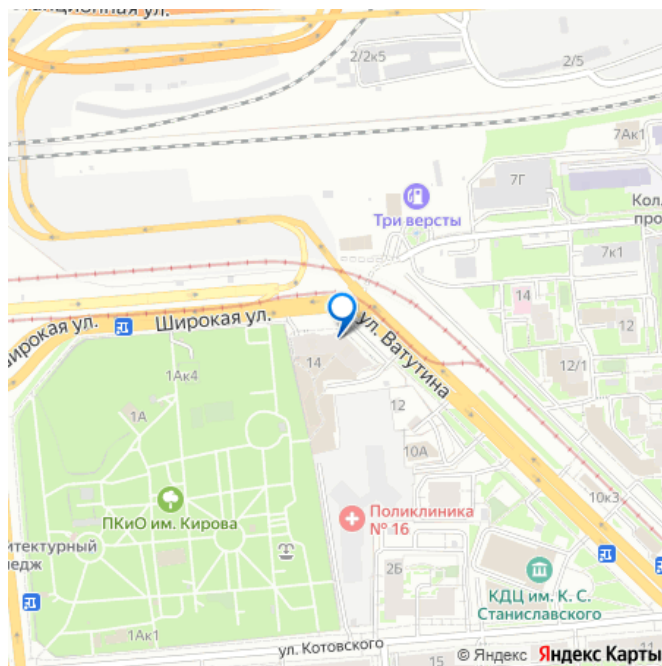 2/2к5
2/5
7Ак1
7Г
Три версты
7к1
14
12
Широкая ул.
ул. Ватутина
14
12/1
1Ак4
1А
12
10А
ПКиО им. Кирова
Поликлиника
№ 16
10к3
2Б
КДЦ им. К. С.
Станиславского
1Ак1
ул. Котовского
15
11
© Яндекс Яндекс Карты